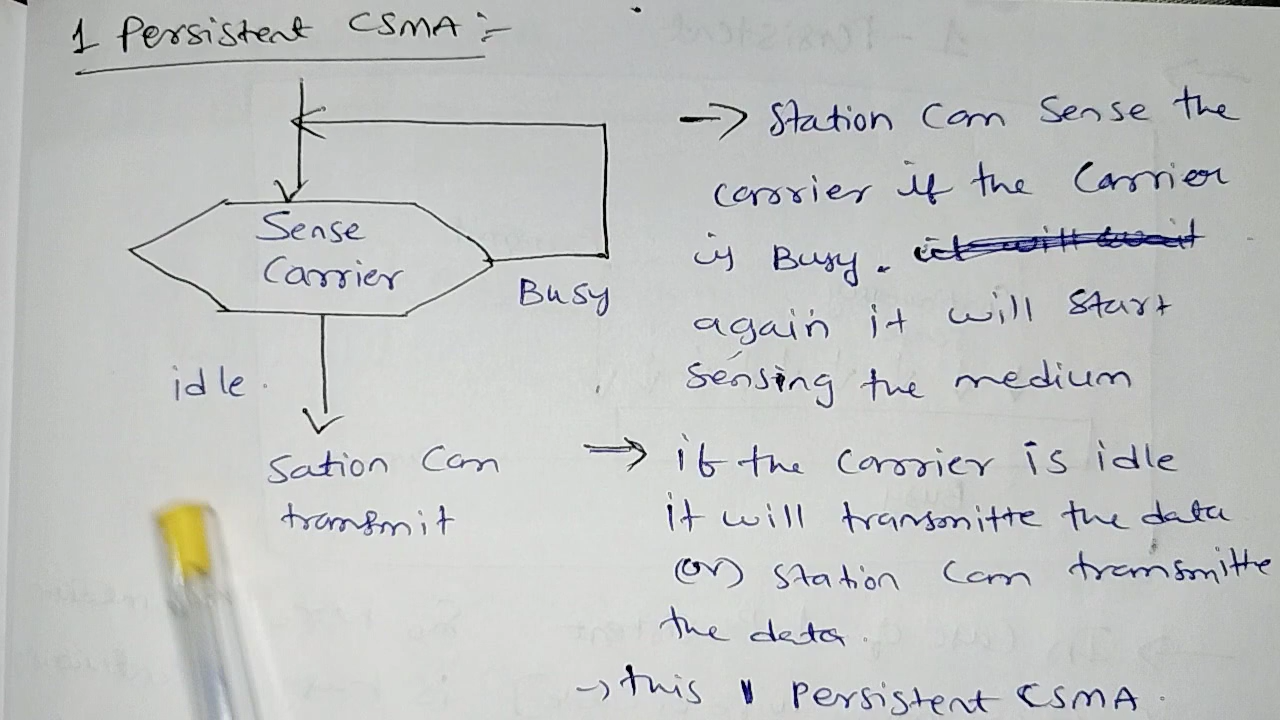 1 Persistent CSMA :-
Sense
Carrier
Busy
idle.
Sation Can
transmit
→ Station Can Sense the
carrier if the Carrier
is Busy.
again it will start
sensing the medium
⇒ if the carrier is idle
it will transmitte the data
(or) Station Can transmitte
the data.
→ this 1 Persistent CSMA.